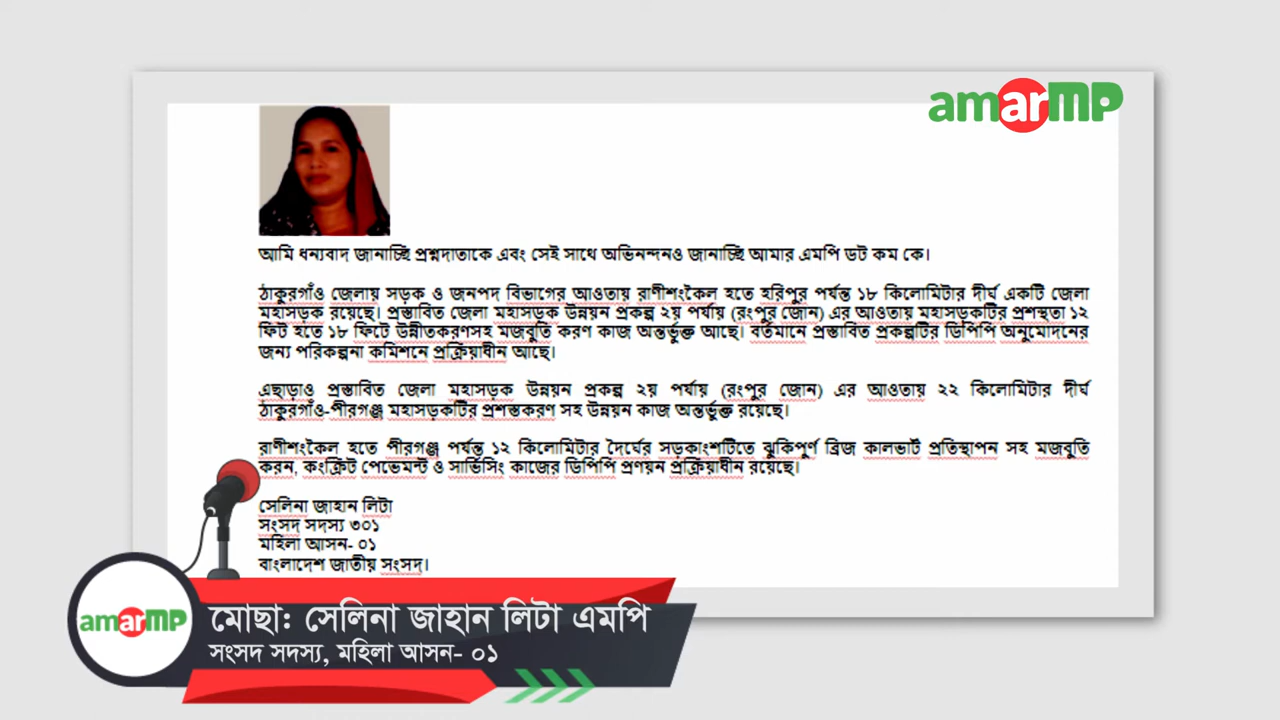 amarMP
আমি ধন্যবাদ জানাচ্ছি প্রশ্নদাতাকে এবং সেই সাথে অভিনন্দনও জানাচ্ছি আমার এমপি ডট কম কে।
ঠাকুরগাঁও জেলায় সড়ক ও জনপদ বিভাগের আওতায় রাণীশংকৈল হতে হরিপুর পর্যন্ত ১৮ কিলোমিটার দীর্ঘ একটি জেলা
মহাসড়ক রয়েছে। প্রস্তাবিত জেলা মহাসড়ক উন্নয়ন প্রকল্প ২য় পর্যায় (রংপুর জোন) এর আওতায় মহাসড়কটির প্রশস্থতা ১২
ফিট হতে ১৮ ফিটে উন্নীতকরণসহ মজবুতি করণ কাজ অন্তর্ভুক্ত আছে। বর্তমানে প্রস্তাবিত প্রকল্পটির ডিপিপি অনুমোদনের
জন্য পরিকল্পনা কমিশনে প্রক্রিয়াধীন আছে।
এছাড়াও প্রস্তাবিত জেলা মহাসড়ক উন্নয়ন প্রকল্প ২য় পর্যায় (রংপুর জোন) এর আওতায় ২২ কিলোমিটার দীর্ঘ
ঠাকুরগাঁও-পীরগঞ্জ মহাসড়কটির প্রশস্তকরণ সহ উন্নয়ন কাজ অন্তর্ভুক্ত রয়েছে।
রাণীশংকৈল হতে পীরগঞ্জ পর্যন্ত ১২ কিলোমিটার দৈর্ঘের সড়কাংশটিতে ঝুকিপূর্ণ ব্রিজ কালভার্ট প্রতিস্থাপন সহ মজবুতি
করন, কংক্রিট পেভেমেন্ট ও সার্ভিসিং কাজের ডিপিপি প্রণয়ন প্রক্রিয়াধীন রয়েছে।
সেলিনা জাহান লিটা
সংসদ সদস্য ৩০১
মহিলা আসন- ০১
বাংলাদেশ জাতীয় সংসদ।
amarMP
মোছা: সেলিনা জাহান লিটা এমপি
সংসদ সদস্য, মহিলা আসন- ০১